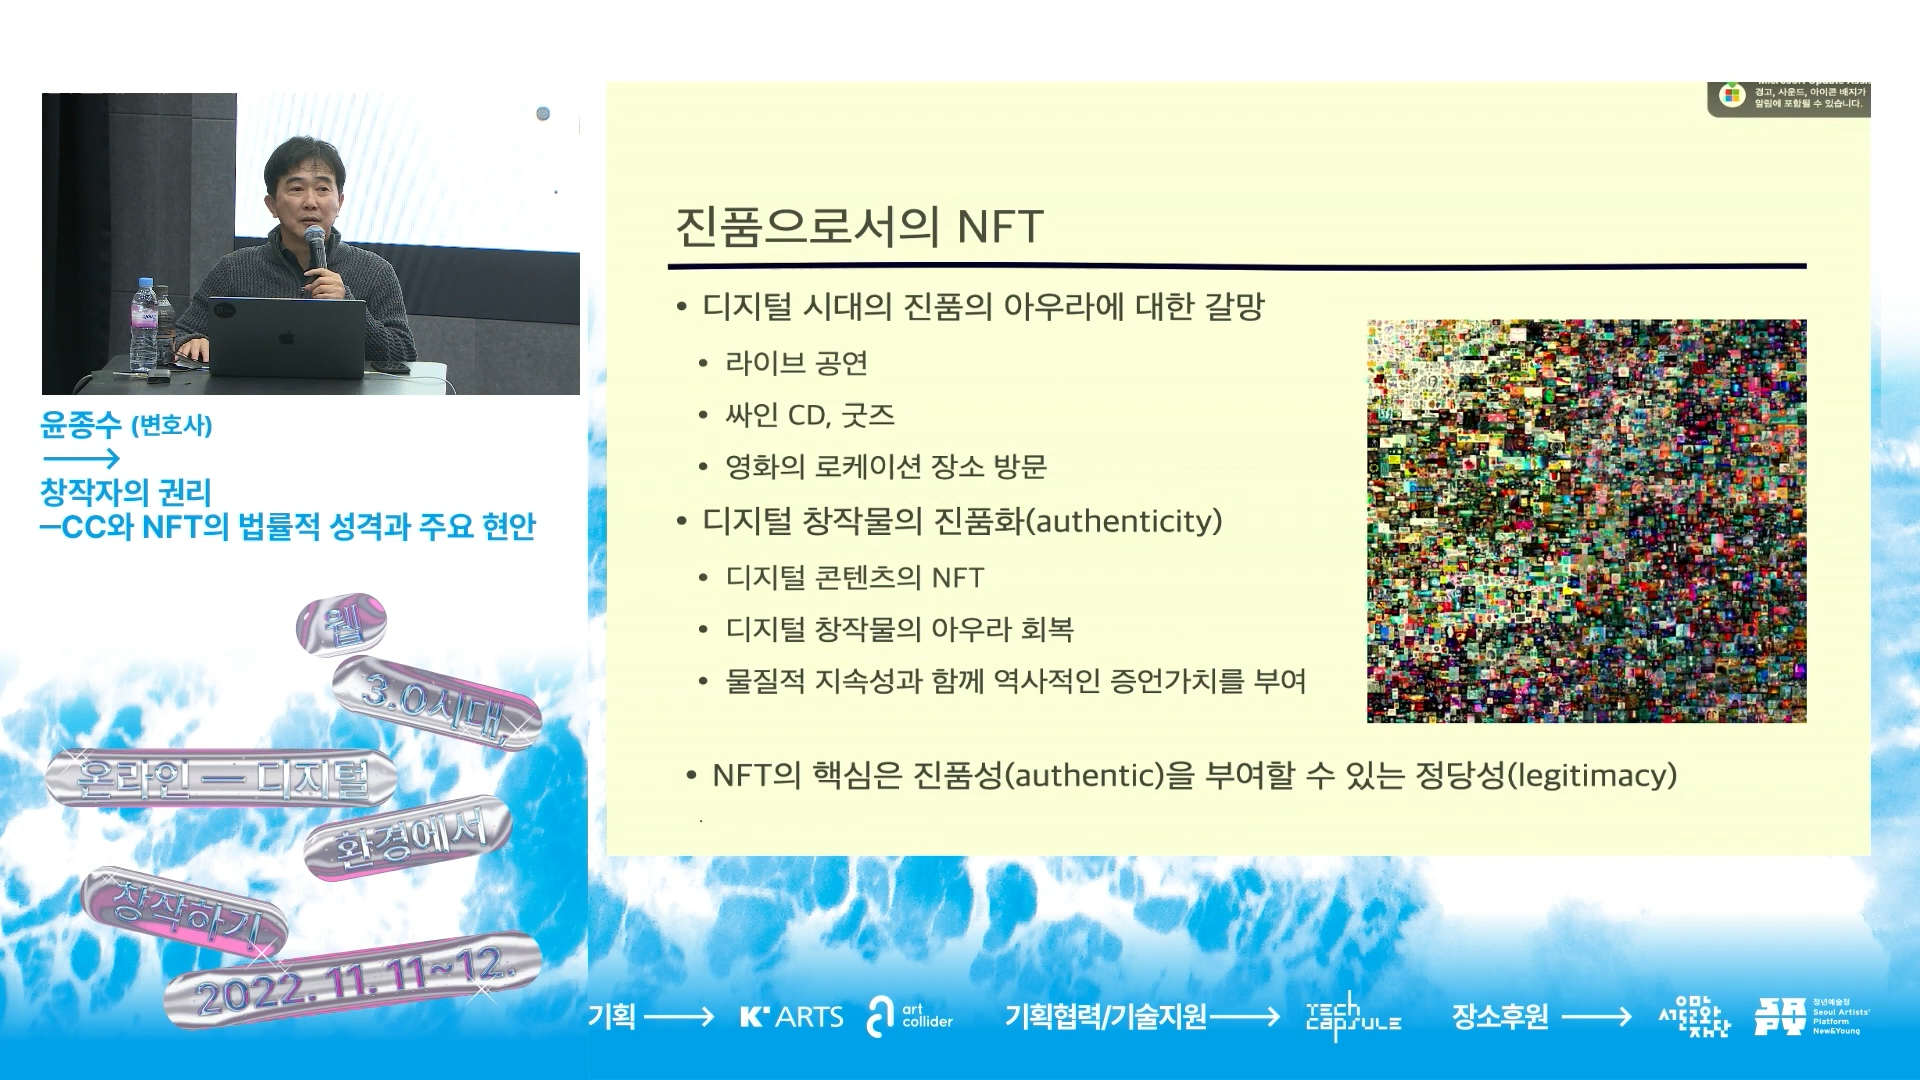 경고, 사운드, 아이콘 배지가
알림에 포함될 수 있습니다.
진품으로서의 NFT
• 디지털 시대의 진품의 아우라에 대한 갈망
• 라이브 공연
• 싸인 CD, 굿즈
• 영화의 로케이션 장소 방문
• 디지털 창작물의 진품화(authenticity)
• 디지털 콘텐츠의 NFT
• 디지털 창작물의 아우라 회복
• 물질적 지속성과 함께 역사적인 증언가치를 부여
• NFT의 핵심은 진품성(authentic)을 부여할 수 있는 정당성(legitimacy)
윤종수 (변호사)
창작자의 권리
—CC와 NFT의 법률적 성격과 주요 현안
웹
3.0시대,
온라인 — 디지털
환경에서
창작하기
2022. 11. 11~12.
기획 → K'ARTS art collider 기획협력/기술지원 → TECH CAPSULE 장소후원 → 서울문화재단 SAPY 청년예술청 Seoul Artists' Platform New&Young